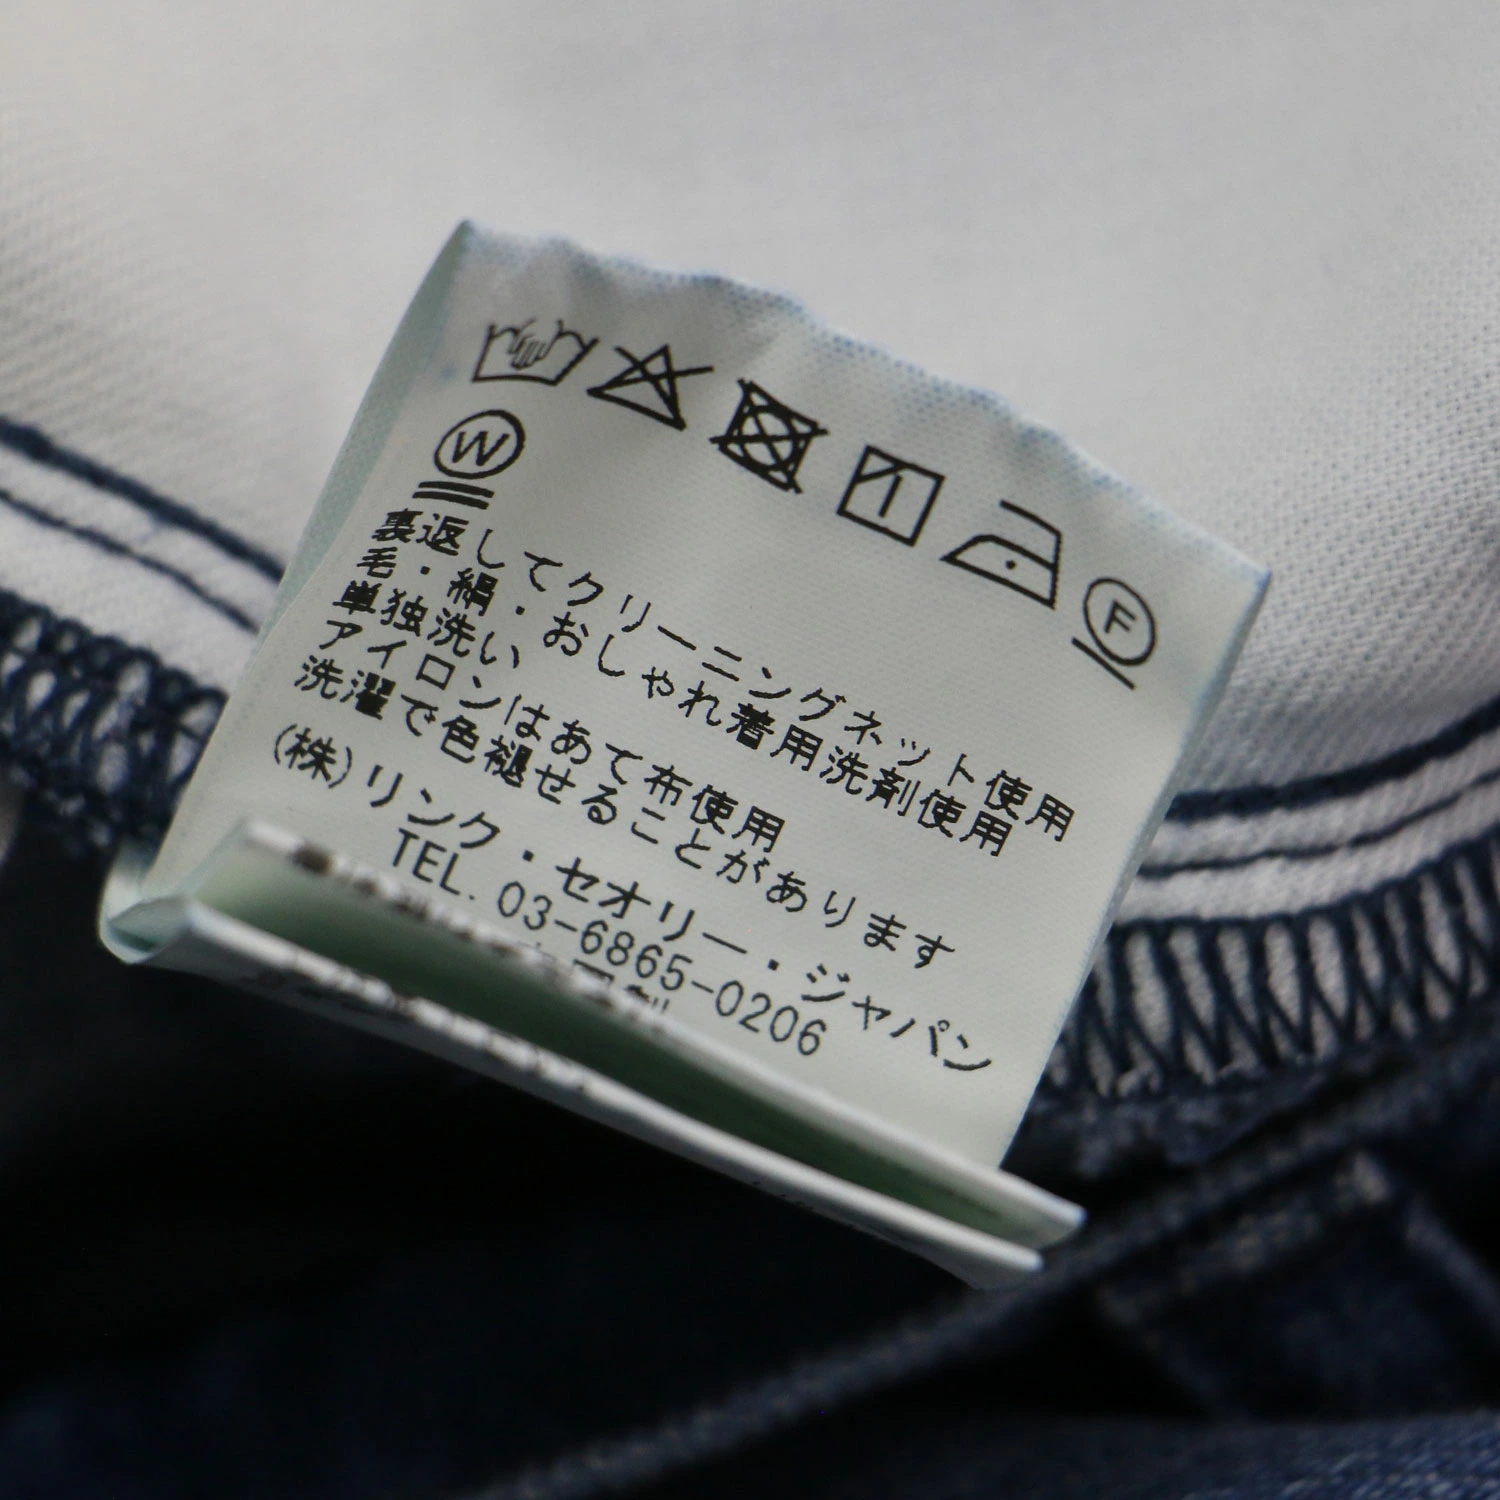 F
W
裏返してクリーニングネット使用
毛・絹・おしゃれ着用洗剤使用
単独洗い
アイロンはあて布使用
洗濯で色褪せることがあります
(株)リンク・セオリー・ジャパン
TEL. 03-6865-0206